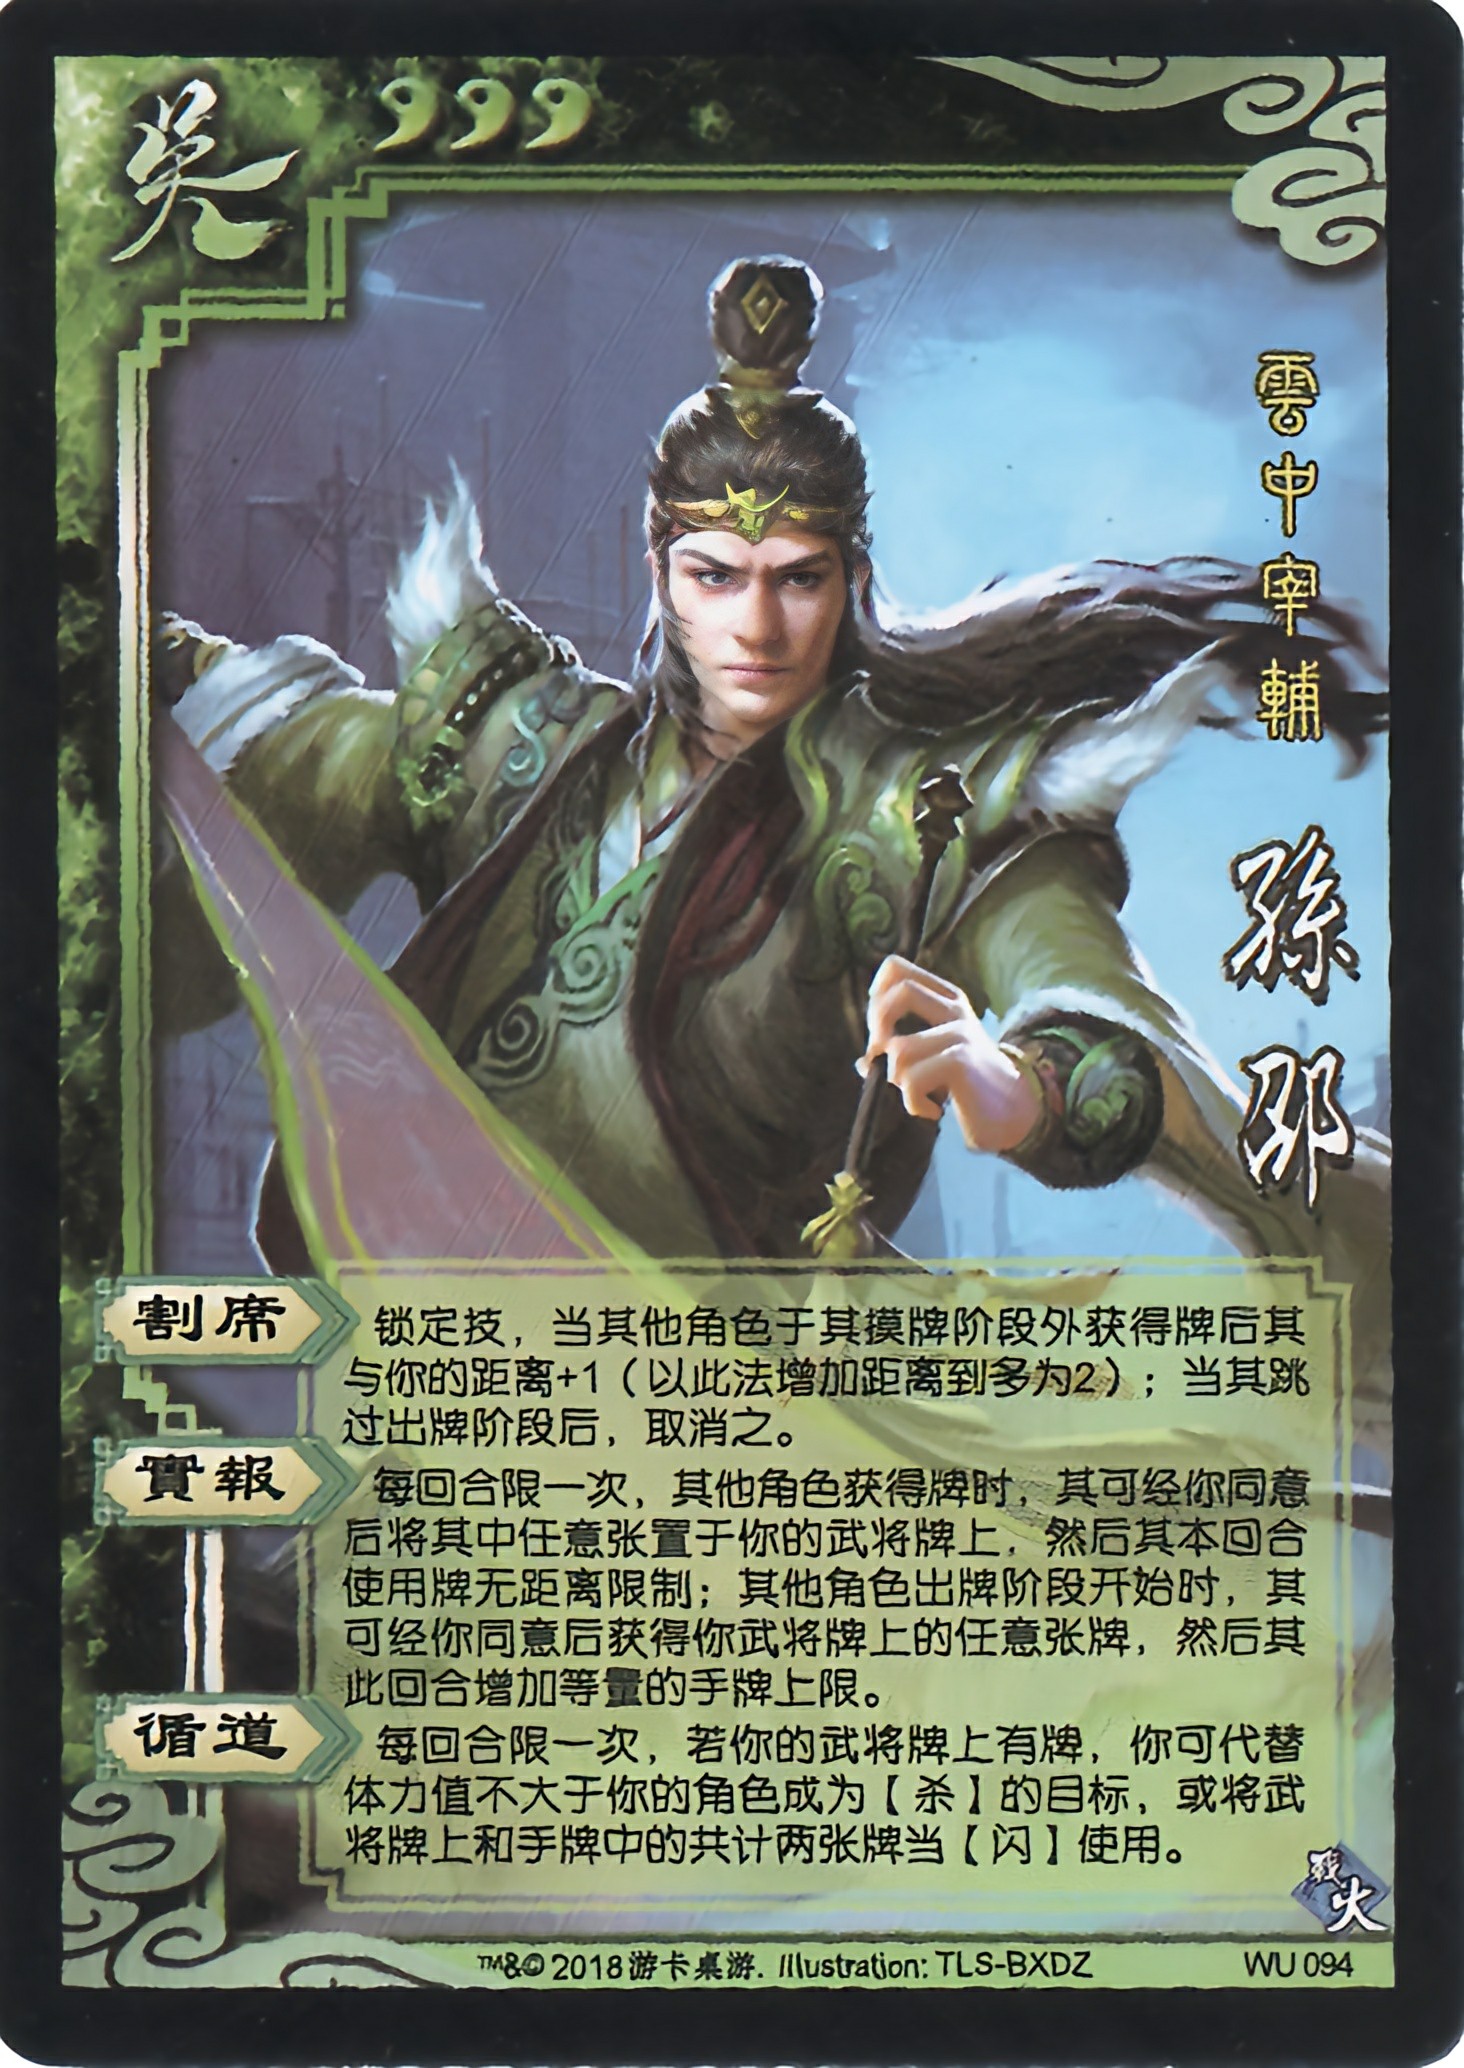 吳
雲中宰輔
孫邵
割席
锁定技，当其他角色于其摸牌阶段外获得牌后其
与你的距离+1（以此法增加距离到多为2）；当其跳
过出牌阶段后，取消之。
實報
每回合限一次，其他角色获得牌时，其可经你同意
后将其中任意张置于你的武将牌上，然后其本回合
使用牌无距离限制；其他角色出牌阶段开始时，其
可经你同意后获得你武将牌上的任意张牌，然后其
此回合增加等量的手牌上限。
循道
每回合限一次，若你的武将牌上有牌，你可代替
体力值不大于你的角色成为【杀】的目标，或将武
将牌上和手牌中的共计两张牌当【闪】使用。
戰火
™&© 2018游卡桌游. Illustration: TLS-BXDZ
WU 094